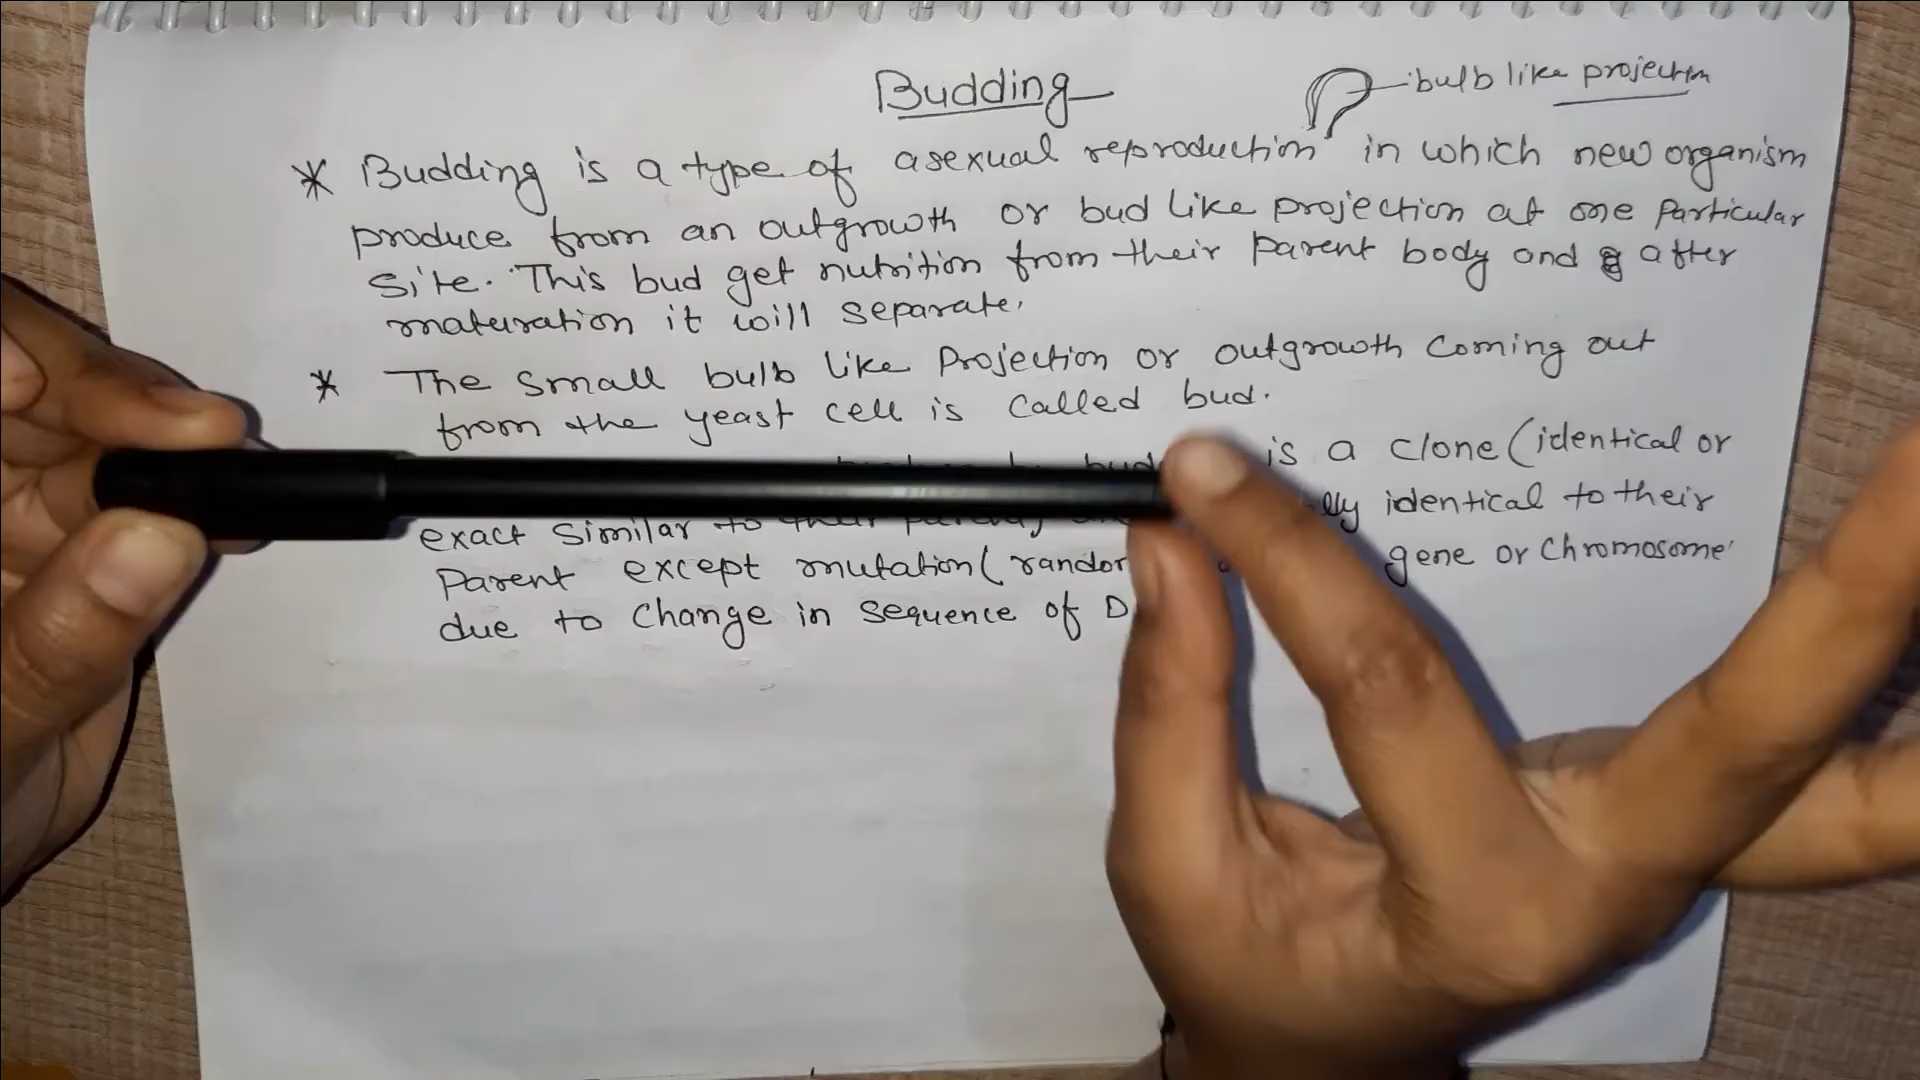 Budding
bulb like projection
* Budding is a type of asexual reproduction in which new organism
produce from an outgrowth or bud like projection at one particular
site. This bud get nutrition from their parent body and after
maturation it will separate.
* The small bulb like projection or outgrowth coming out
from the yeast cell is called bud.
is a clone (identical or
exact similar to their identical to their
Parent except mutation ( gene or chromosome
due to change in sequence of D